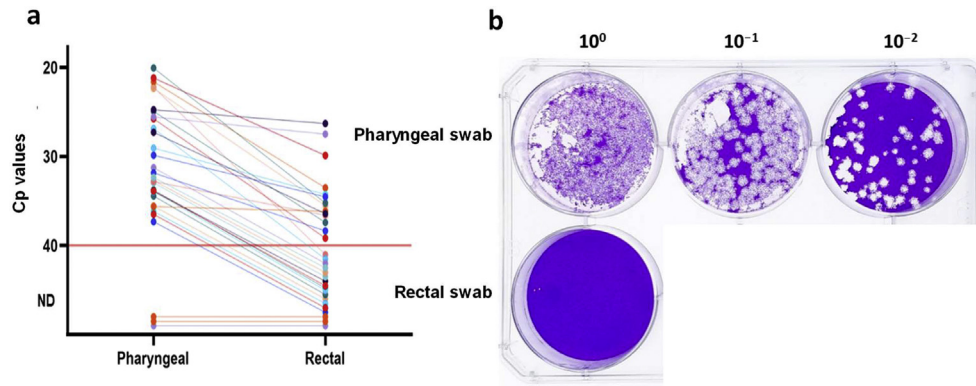 a
Cp values
20
30
40
ND
Pharyngeal
Rectal
b
10⁰
10⁻¹
10⁻²
Pharyngeal swab
Rectal swab